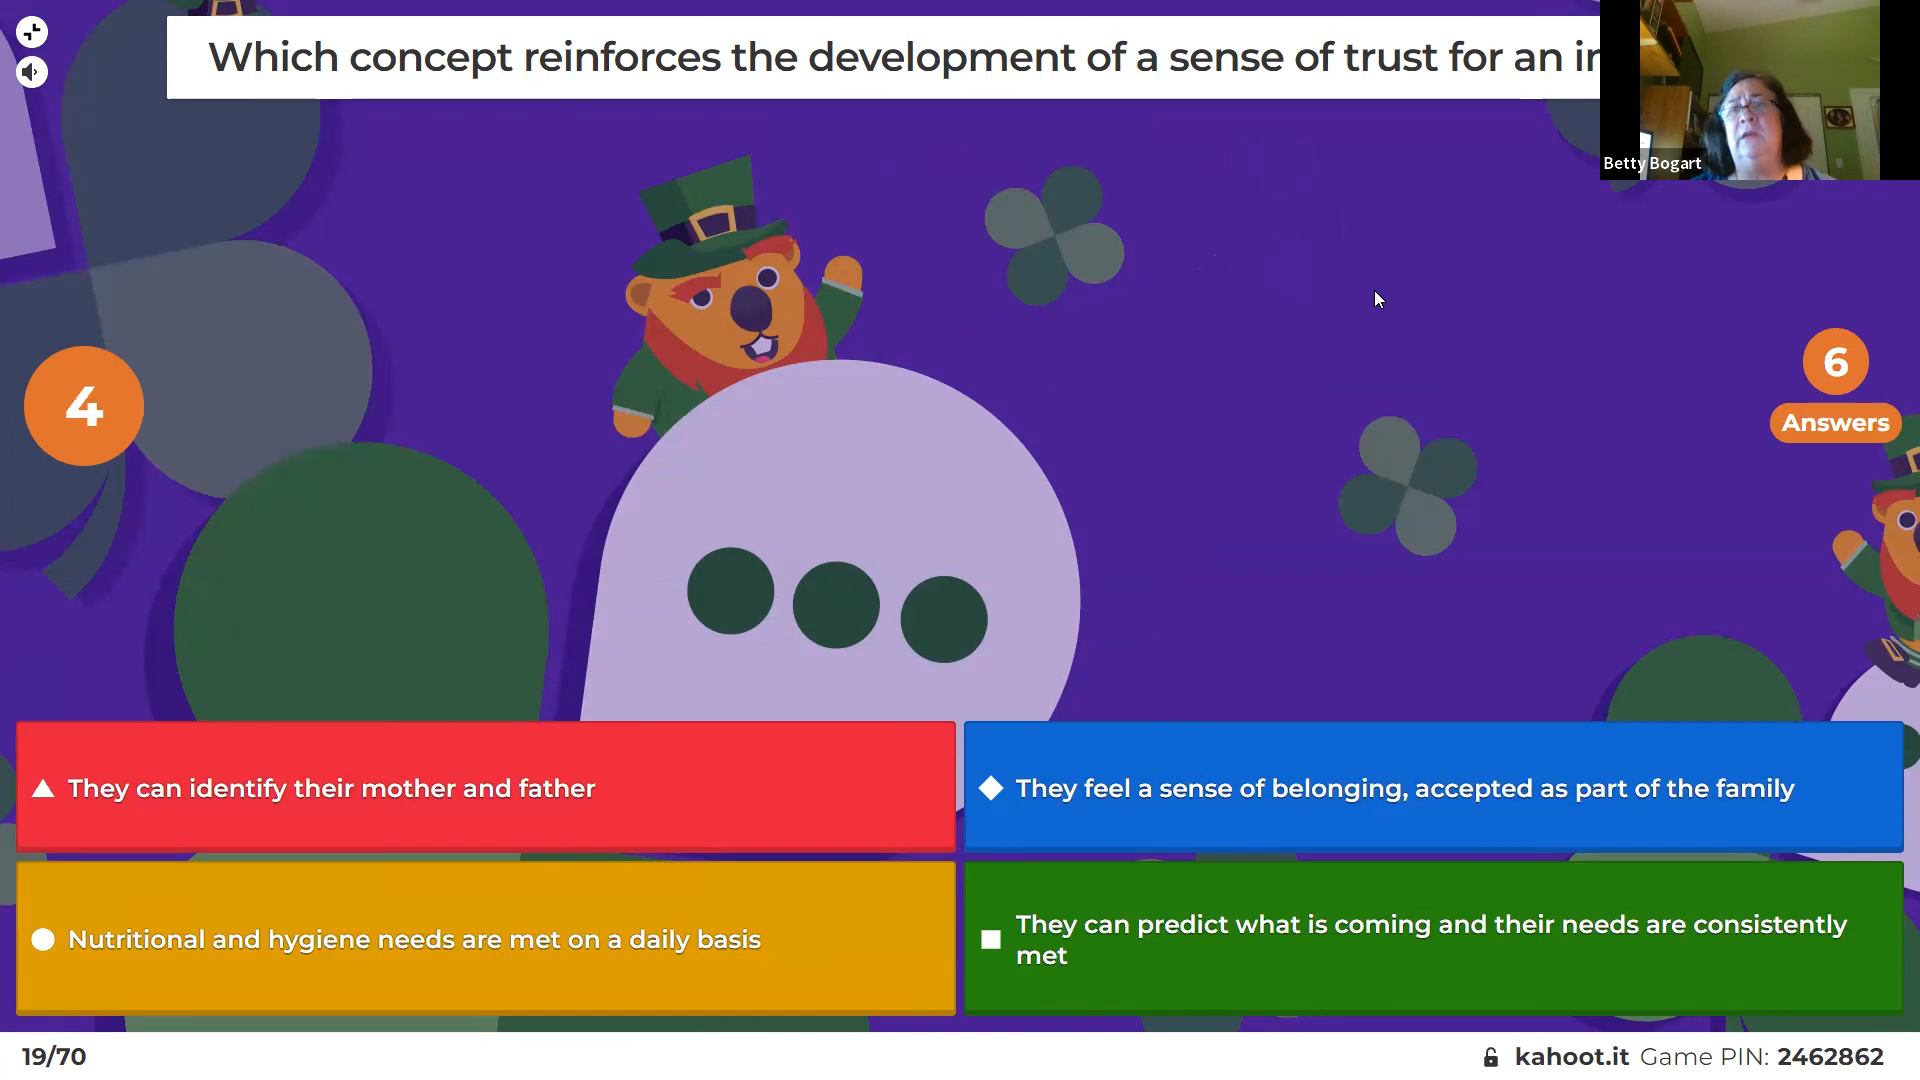 Which concept reinforces the development of a sense of trust for an
Betty Bogart
4
6
Answers
They can identify their mother and father
They feel a sense of belonging, accepted as part of the family
Nutritional and hygiene needs are met on a daily basis
They can predict what is coming and their needs are consistently
met
19/70
kahoot.it Game PIN: 2462862